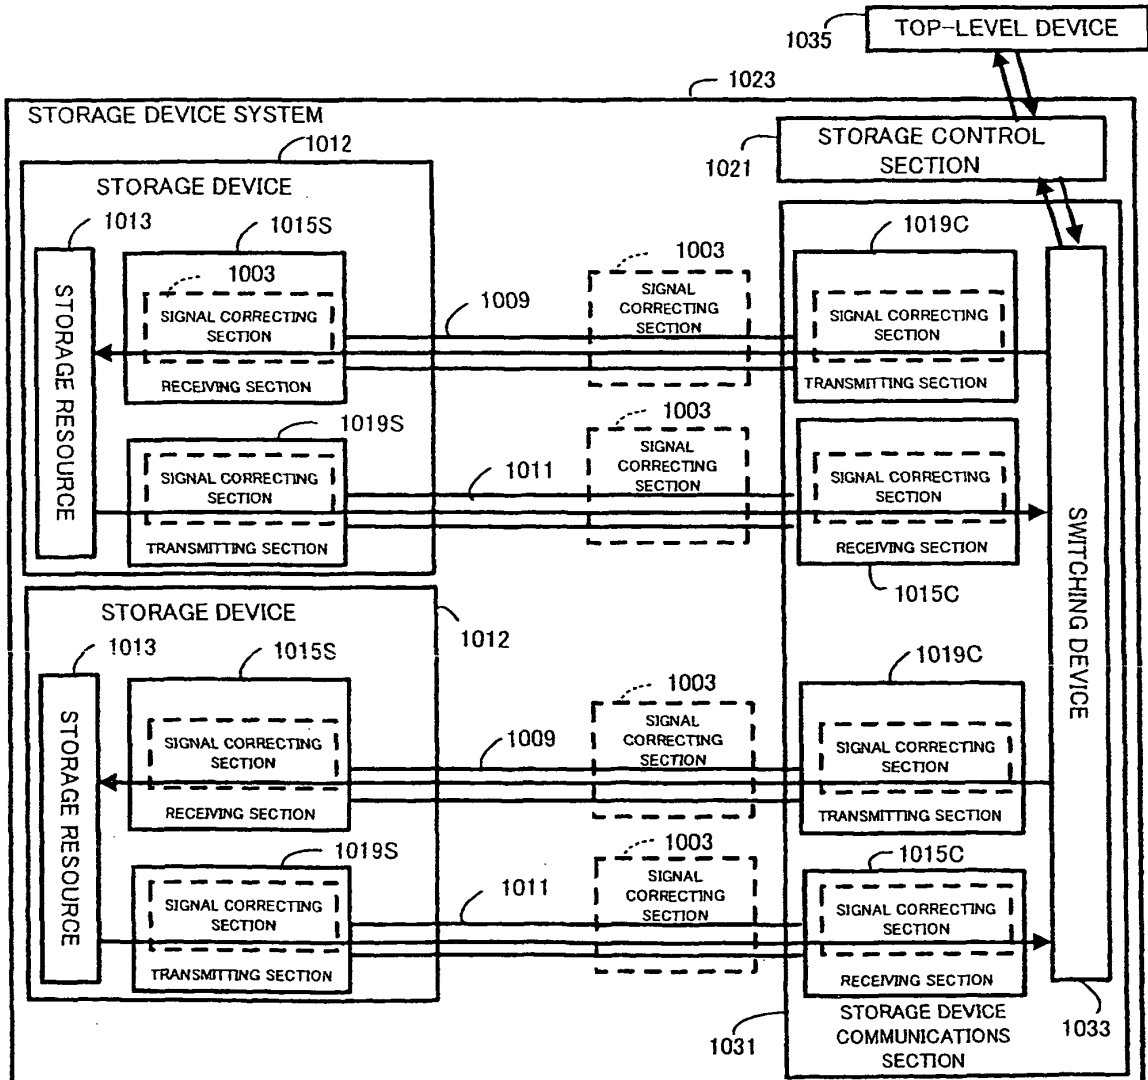 1035
TOP-LEVEL DEVICE
1023
STORAGE DEVICE SYSTEM
1021
STORAGE CONTROL
SECTION
1012
STORAGE DEVICE
1013
STORAGE RESOURCE
1015S
1003
SIGNAL CORRECTING
SECTION
RECEIVING SECTION
1009
1003
SIGNAL
CORRECTING
SECTION
1019C
SIGNAL CORRECTING
SECTION
TRANSMITTING SECTION
1019S
SIGNAL CORRECTING
SECTION
TRANSMITTING SECTION
1011
1003
SIGNAL
CORRECTING
SECTION
SIGNAL CORRECTING
SECTION
RECEIVING SECTION
1015C
SWITCHING DEVICE
STORAGE DEVICE
1012
1013
STORAGE RESOURCE
1015S
SIGNAL CORRECTING
SECTION
RECEIVING SECTION
1009
1003
SIGNAL
CORRECTING
SECTION
1019C
SIGNAL CORRECTING
SECTION
TRANSMITTING SECTION
1019S
SIGNAL CORRECTING
SECTION
TRANSMITTING SECTION
1011
1003
SIGNAL
CORRECTING
SECTION
1015C
SIGNAL CORRECTING
SECTION
RECEIVING SECTION
1031
STORAGE DEVICE
COMMUNICATIONS
SECTION
1033